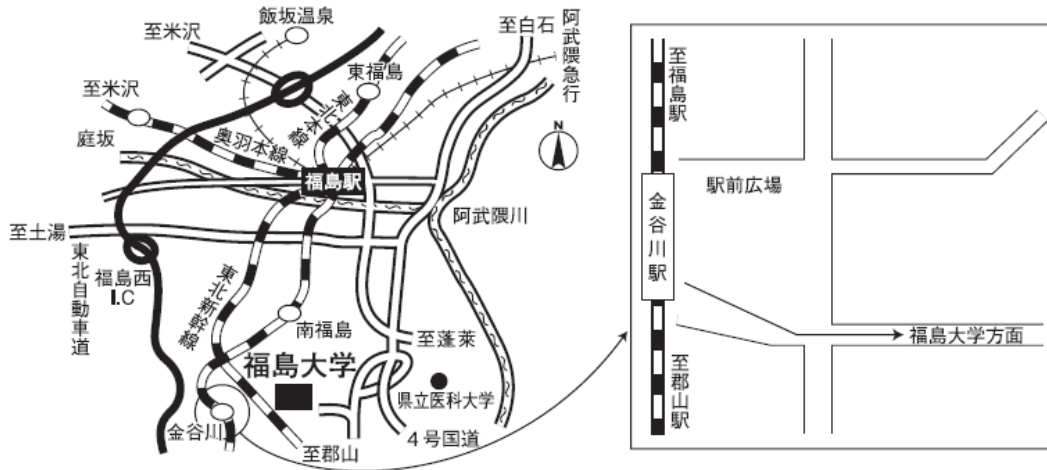 飯坂温泉
至米沢
至白石
阿武隈急行
東福島
至米沢
東北本線
庭坂
奥羽本線
N
福島駅
阿武隈川
至土湯
東北自動車道
福島西
I.C
東北新幹線
南福島
至蓬莱
福島大学
県立医科大学
金谷川
至郡山
4号国道
至福島駅
駅前広場
金谷川駅
福島大学方面
至郡山駅